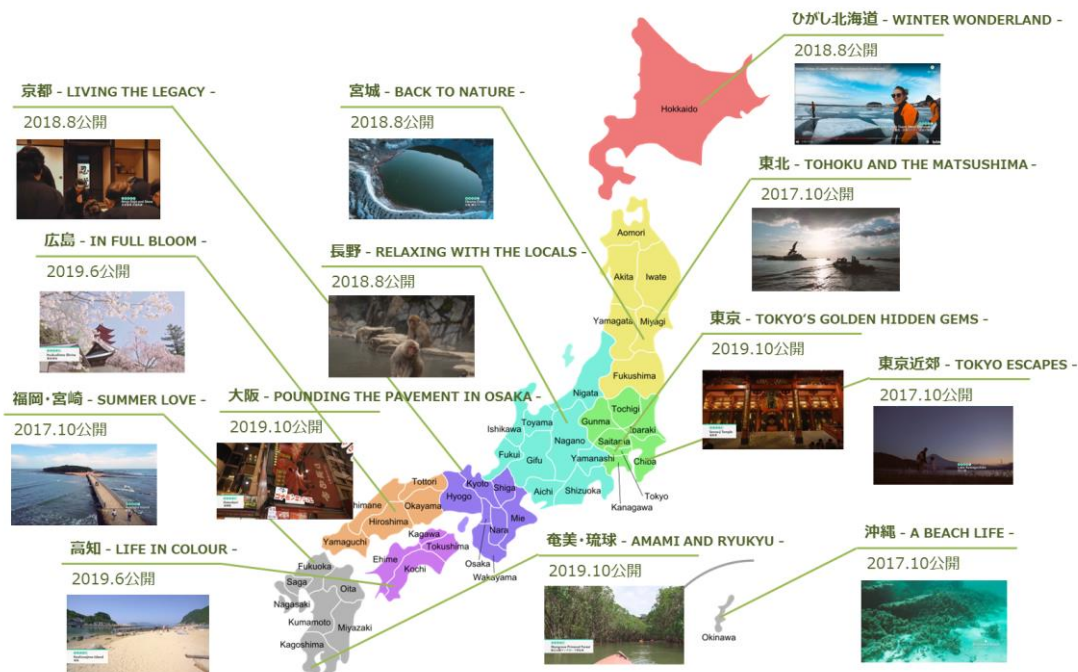 ひがし北海道 - WINTER WONDERLAND -
2018.8公開
京都 - LIVING THE LEGACY -
2018.8公開
宮城 - BACK TO NATURE -
2018.8公開
Hokkaido
東北 - TOHOKU AND THE MATSUSHIMA -
2017.10公開
広島 - IN FULL BLOOM -
2019.6公開
長野 - RELAXING WITH THE LOCALS -
2018.8公開
Aomori
Akita
Iwate
Yamagata
Miyagi
東京 - TOKYO'S GOLDEN HIDDEN GEMS -
2019.10公開
東京近郊 - TOKYO ESCAPES -
2017.10公開
Fukushima
福岡・宮崎 - SUMMER LOVE -
2017.10公開
大阪 - POUNDING THE PAVEMENT IN OSAKA -
2019.10公開
Nigata
Tochigi
Gunma
baraki
Toyama
Ishikawa
Nagano
Saitama
Fukui
Gifu
Yamanashi
Chiba
Aichi
Shizuoka
Tokyo
Kanagawa
Tottori
Kyoto
Shiga
Hyogo
himane
Okayama
Hiroshima
Mie
Nara
Yamaguchi
Kagawa
Tokushima
Ehime
Kochi
Osaka
Wakayama
高知 - LIFE IN COLOUR -
2019.6公開
奄美・琉球 - AMAMI AND RYUKYU -
2019.10公開
沖縄 - A BEACH LIFE -
2017.10公開
Fukuoka
Saga
Oita
Nagasaki
Kumamoto
Miyazaki
Kagoshima
Okinawa